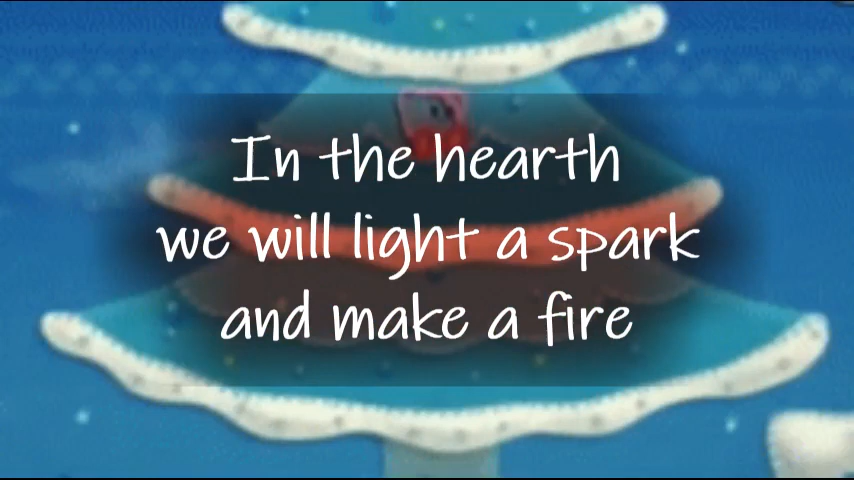 In the hearth
we will light a spark
and make a fire